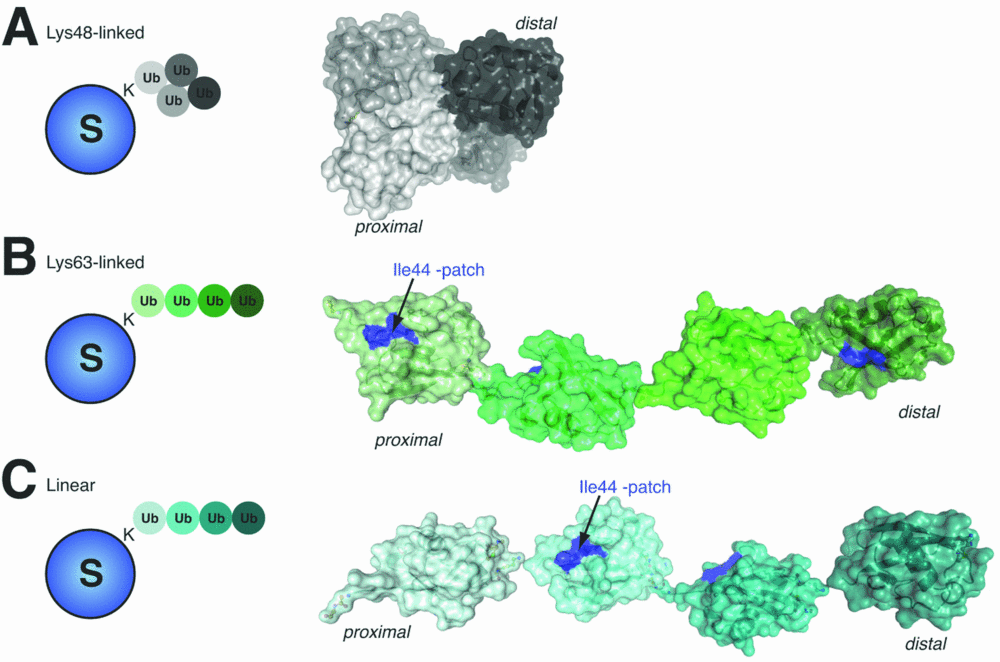 A
Lys48-linked
distal
K
Ub
Ub
Ub
Ub
S
proximal
B
Lys63-linked
Ile44 -patch
Ub
Ub
Ub
Ub
K
S
proximal
distal
C
Linear
Ile44 -patch
Ub
Ub
Ub
Ub
K
S
proximal
distal